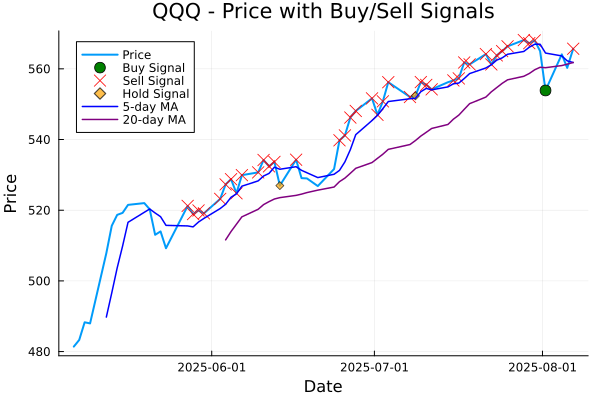 QQQ - Price with Buy/Sell Signals
Price
Buy Signal
Sell Signal
Hold Signal
5-day MA
20-day MA
560
540
520
500
480
Price
2025-06-01
2025-07-01
2025-08-01
Date